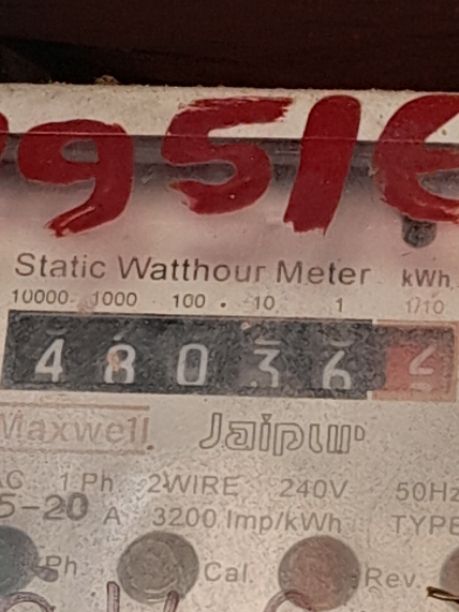 9516
Static Watthour Meter kWh
10000 1000 100 . 10 1 1/10
4 8 0 3 6
Maxwell Jaipur
1 Ph 2WIRE 240V 50Hz
5-20 A 3200 Imp/kWh TYPE
Ph Cal. Rev.